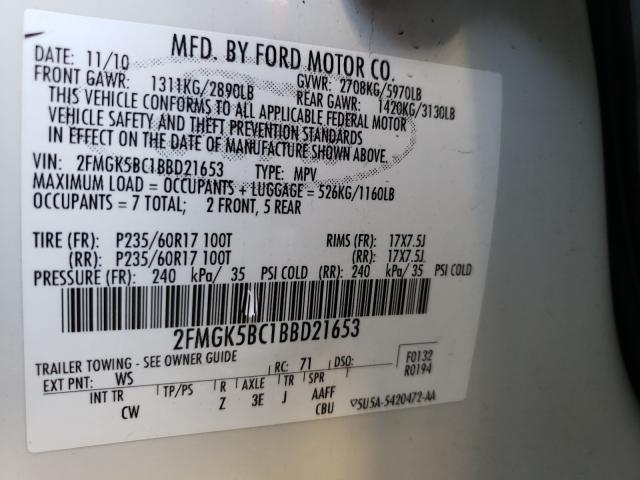 MFD. BY FORD MOTOR CO.
DATE: 11/10 GVWR: 2708KG/5970LB
FRONT GAWR: 1311KG/2890LB REAR GAWR: 1420KG/3130LB
THIS VEHICLE CONFORMS TO ALL APPLICABLE FEDERAL MOTOR
VEHICLE SAFETY AND THEFT PREVENTION STANDARDS
IN EFFECT ON THE DATE OF MANUFACTURE SHOWN ABOVE.
VIN: 2FMGK5BC1BBD21653 TYPE: MPV
MAXIMUM LOAD = OCCUPANTS + LUGGAGE = 526KG/1160LB
OCCUPANTS = 7 TOTAL; 2 FRONT, 5 REAR
TIRE (FR): P235/60R17 100T RIMS (FR): 17X7.5J
(RR): P235/60R17 100T (RR): 17X7.5J
PRESSURE (FR): 240 kPa/ 35 PSI COLD (RR): 240 kPa/ 35 PSI COLD
2FMGK5BC1BBD21653
TRAILER TOWING - SEE OWNER GUIDE
EXT PNT: WS RC: 71 DSO: F0132
R0194
INT TR TP/PS R AXLE TR SPR
CW Z 3E J AAFF
CBU
5U5A-5420472-AA